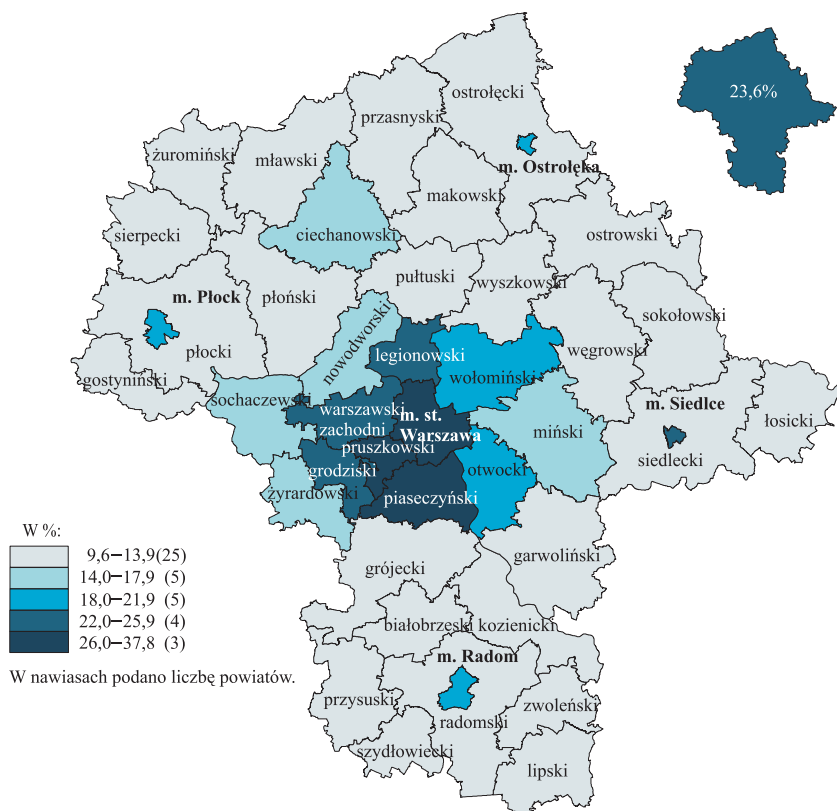 ostrołęcki
przasnyski
23,6%
żuromiński
mławski
m. Ostrołęka
makowski
sierpecki
ciechanowski
ostrowski
pułtuski
wyszkowski
m. Płock
płoński
sokołowski
nowodworski
legionowski
węgrowski
płocki
wołomiński
gostyniński
sochaczewski
warszawski
zachodni
m. st.
Warszawa
m. Siedlce
miński
łosicki
pruszkowski
siedlecki
grodziski
otwocki
żyrardowski
piaseczyński
W %:
9,6–13,9(25)
14,0–17,9 (5)
18,0–21,9 (5)
22,0–25,9 (4)
26,0–37,8 (3)
W nawiasach podano liczbę powiatów.
garwoliński
grójecki
białobrzeski
kozienicki
m. Radom
przysuski
zwoleński
radomski
szydłowiecki
lipski